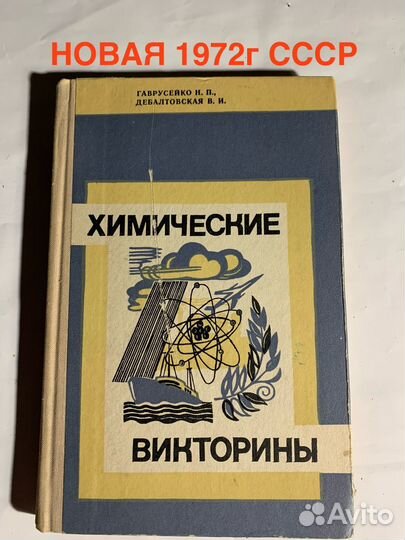 НОВАЯ 1972г СССР
ГАВРУСЕЙКО Н. П.,
ДЕБАЛТОВСКАЯ В. И.
ХИМИЧЕСКИЕ
ВИКТОРИНЫ
Avito